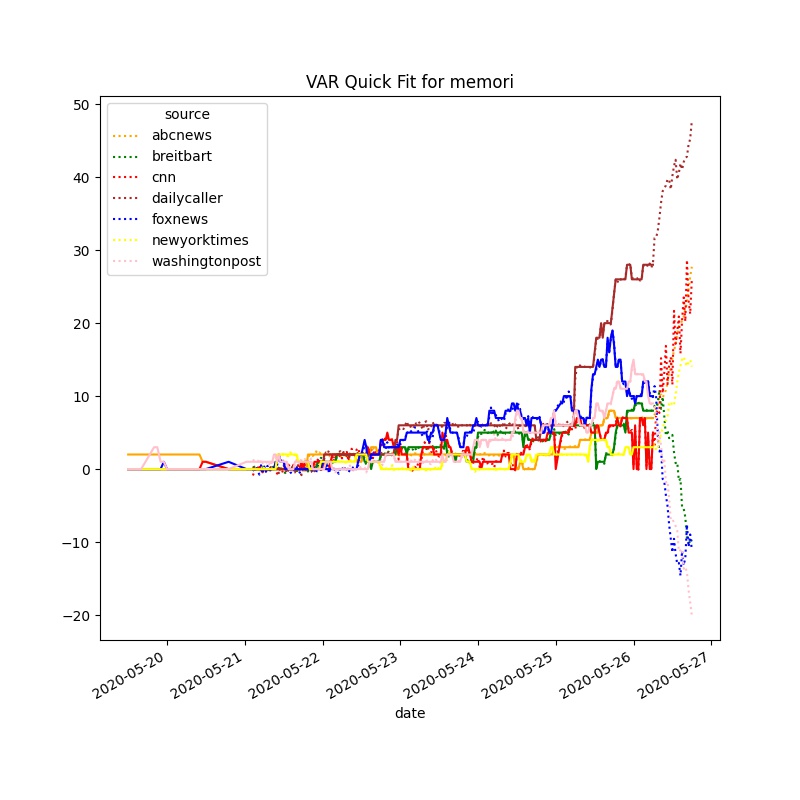 VAR Quick Fit for memori
source
abcnews
breitbart
cnn
dailycaller
foxnews
newyorktimes
washingtonpost
50
40
30
20
10
0
−10
−20
2020-05-20
2020-05-21
2020-05-22
2020-05-23
2020-05-24
2020-05-25
2020-05-26
2020-05-27
date